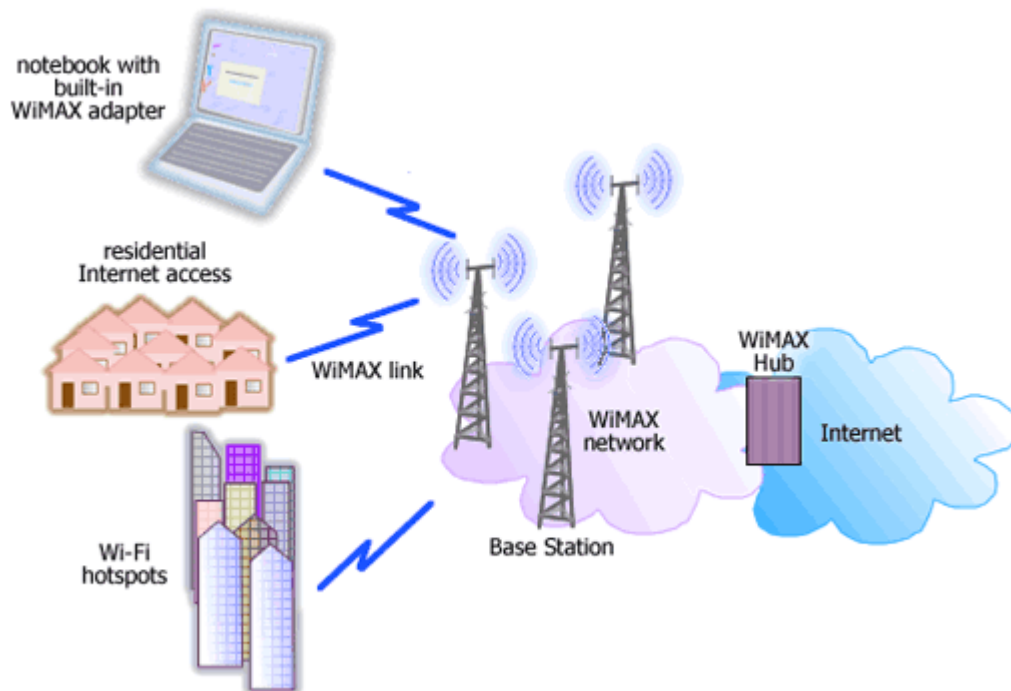 notebook with
built-in
WiMAX adapter
residential
Internet access
WiMAX link
Wi-Fi
hotspots
Base Station
WiMAX
network
WiMAX
Hub
Internet